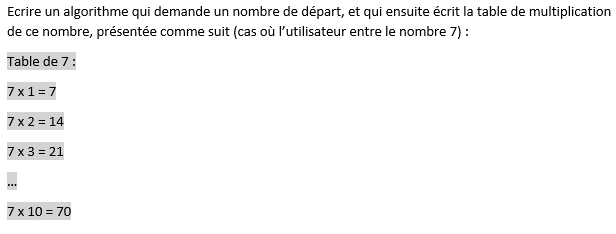 Ecrire un algorithme qui demande un nombre de départ, et qui ensuite écrit la table de multiplication
de ce nombre, présentée comme suit (cas où l’utilisateur entre le nombre 7) :
Table de 7 :
7 x 1 = 7
7 x 2 = 14
7 x 3 = 21
…
7 x 10 = 70